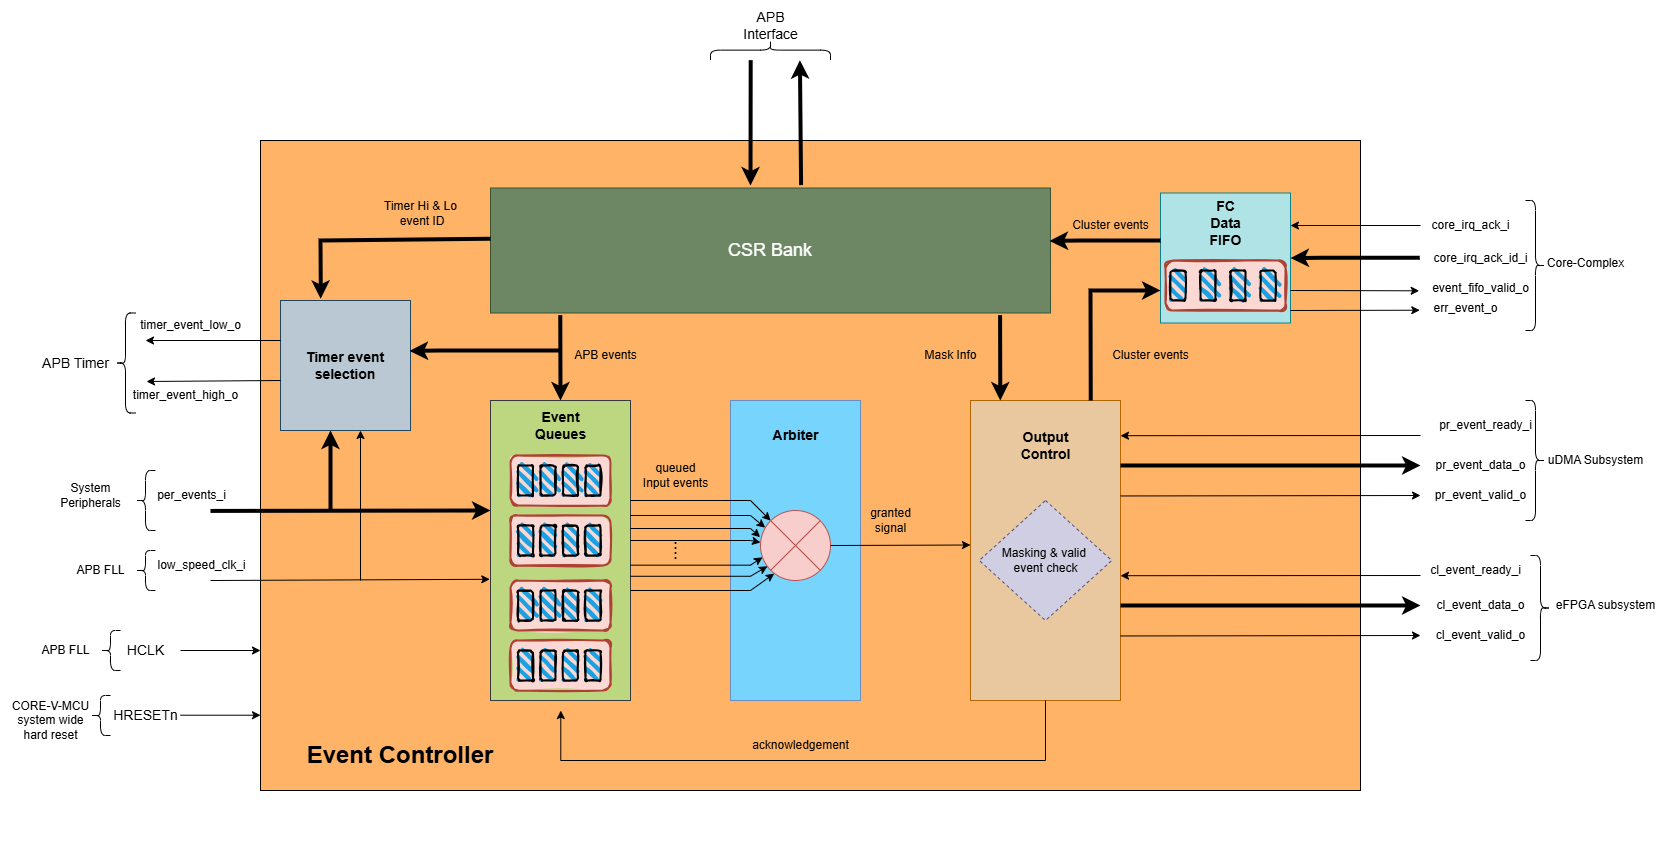 APB
Interface
Timer Hi & Lo
event ID
CSR Bank
Cluster events
FC
Data
FIFO
core_irq_ack_i
core_irq_ack_id_i
event_fifo_valid_o
err_event_o
Core-Complex
timer_event_low_o
APB Timer
timer_event_high_o
Timer event
selection
APB events
Mask Info
Cluster events
System
Peripherals
per_events_i
APB FLL
low_speed_clk_i
APB FLL
HCLK
CORE-V-MCU
system wide
hard reset
HRESETn
Event
Queues
queued
Input events
Arbiter
granted
signal
Output
Control
Masking & valid
event check
pr_event_ready_i
pr_event_data_o
pr_event_valid_o
uDMA Subsystem
cl_event_ready_i
cl_event_data_o
cl_event_valid_o
eFPGA subsystem
acknowledgement
Event Controller